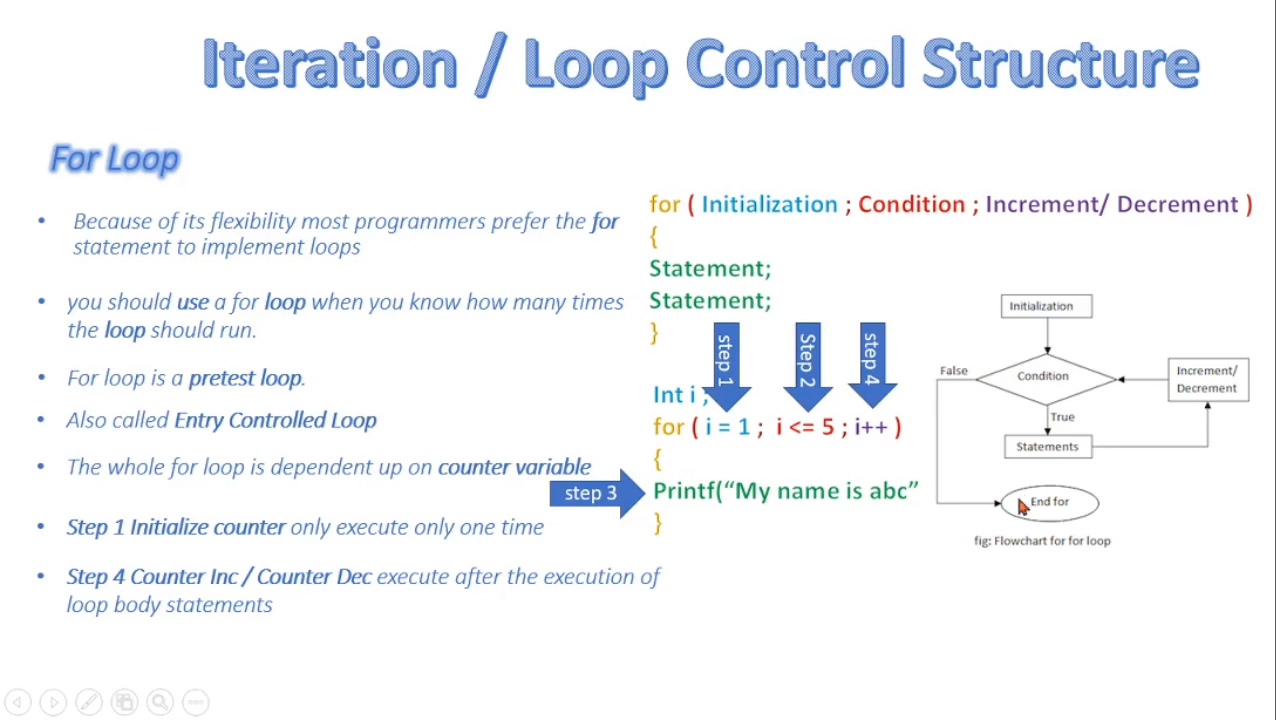 Iteration / Loop Control Structure
For Loop
• Because of its flexibility most programmers prefer the for
statement to implement loops
• you should use a for loop when you know how many times
the loop should run.
• For loop is a pretest loop.
• Also called Entry Controlled Loop
• The whole for loop is dependent up on counter variable
• Step 1 Initialize counter only execute only one time
• Step 4 Counter Inc / Counter Dec execute after the execution of
loop body statements
for ( Initialization ; Condition ; Increment/ Decrement )
{
Statement;
Statement;
}
step 1
Step 2
step 4
Int i ;
for ( i = 1 ; i <= 5 ; i++ )
{
step 3
Printf(“My name is abc”
}
Initialization
False
Condition
Increment/
Decrement
True
Statements
End for
fig: Flowchart for for loop